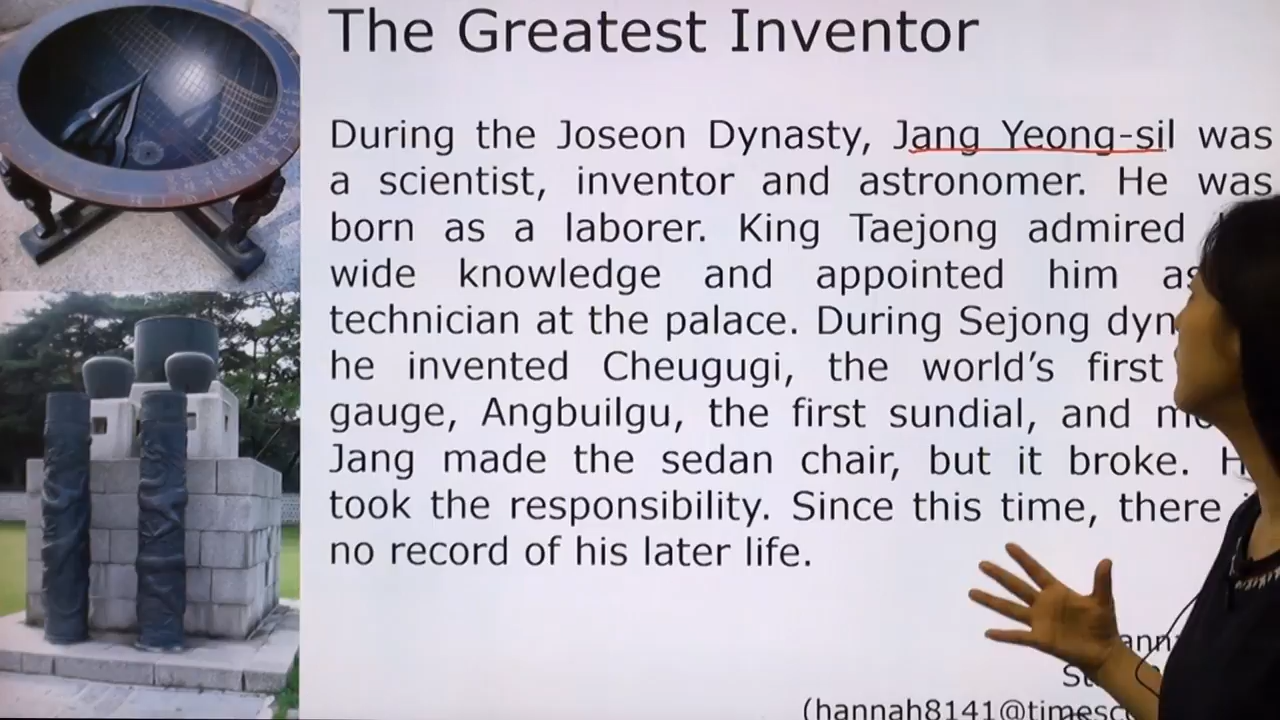 The Greatest Inventor
During the Joseon Dynasty, Jang Yeong-sil was
a scientist, inventor and astronomer. He was
born as a laborer. King Taejong admired
wide knowledge and appointed him as
technician at the palace. During Sejong
he invented Cheugugi, the world's first
gauge, Angbuilgu, the first sundial, and
Jang made the sedan chair, but it broke.
took the responsibility. Since this time, there
no record of his later life.